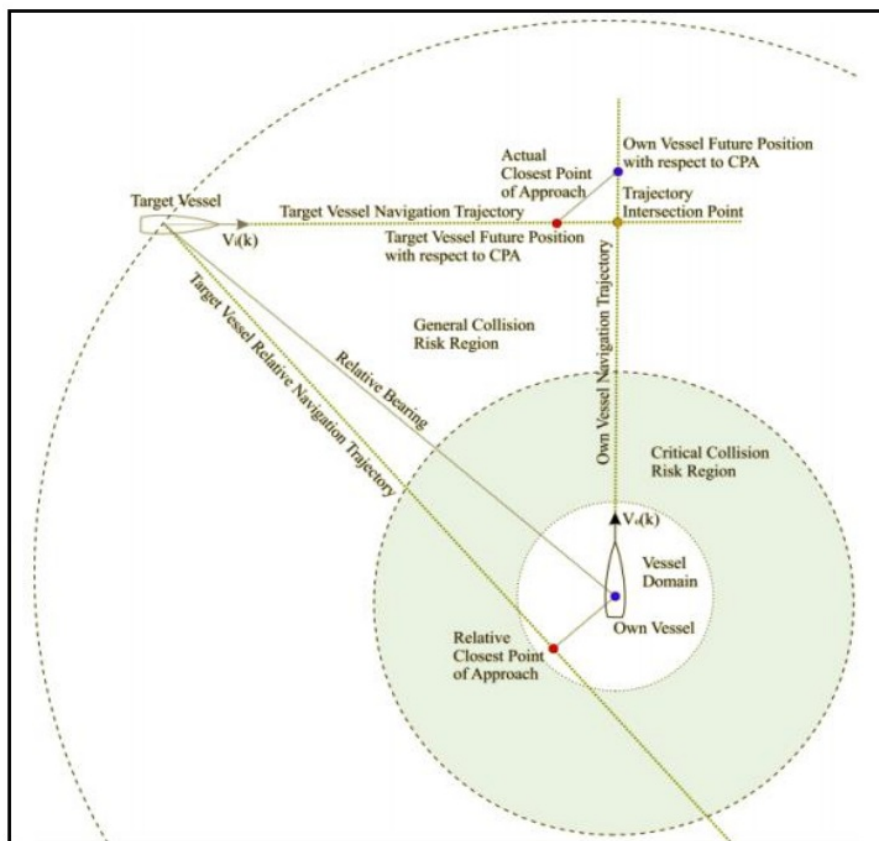 Own Vessel Future Position
with respect to CPA
Actual
Closest Point
of Approach
Target Vessel
Trajectory
Intersection Point
Target Vessel Navigation Trajectory
V₁(k)
Target Vessel Future Position
with respect to CPA
General Collision
Risk Region
Relative Bearing
Target Vessel Relative Navigation Trajectory
Own Vessel Navigation Trajectory
Critical Collision
Risk Region
V₀(k)
Vessel
Domain
Own Vessel
Relative
Closest Point
of Approach